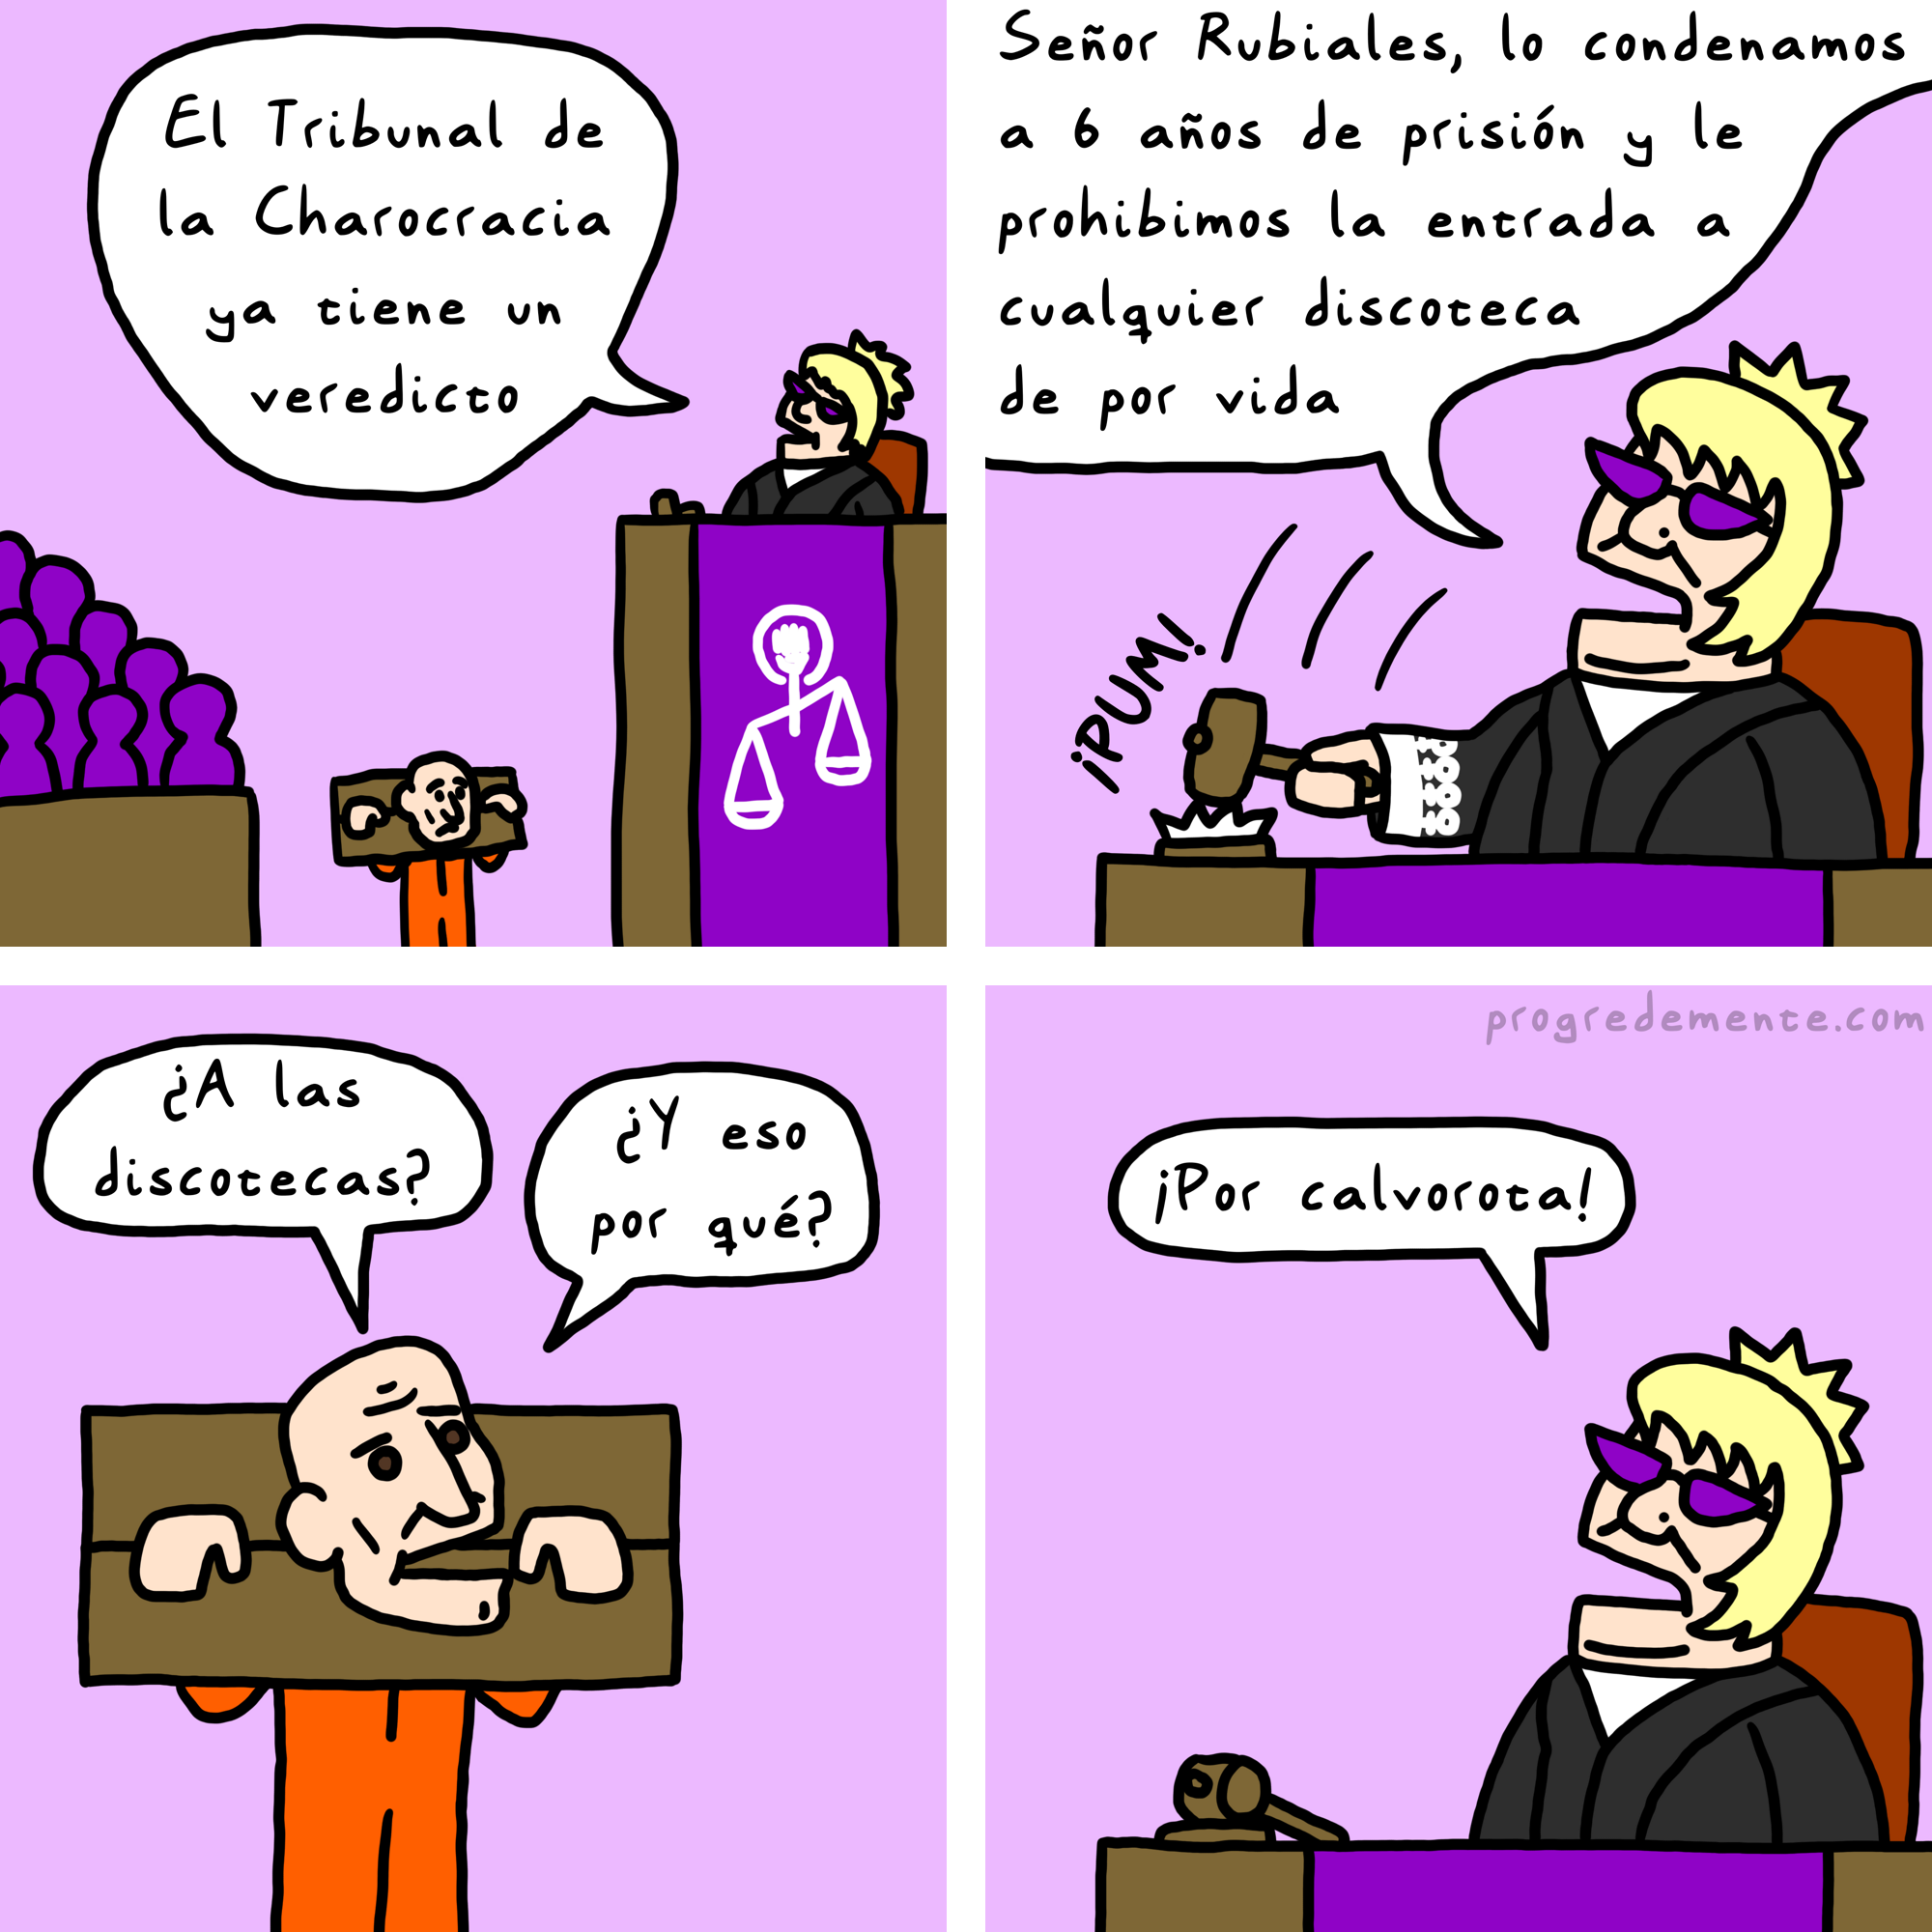 El Tribunal de
la Charocracia
ya tiene un
veredicto
Señor Rubiales, lo condenamos
a 6 años de prisión y le
prohibimos la entrada a
cualquier discoteca
de por vida
¡PUM!
¿A las
discotecas?
¿Y eso
por qué?
progredemente.com
¡Por calvorota!